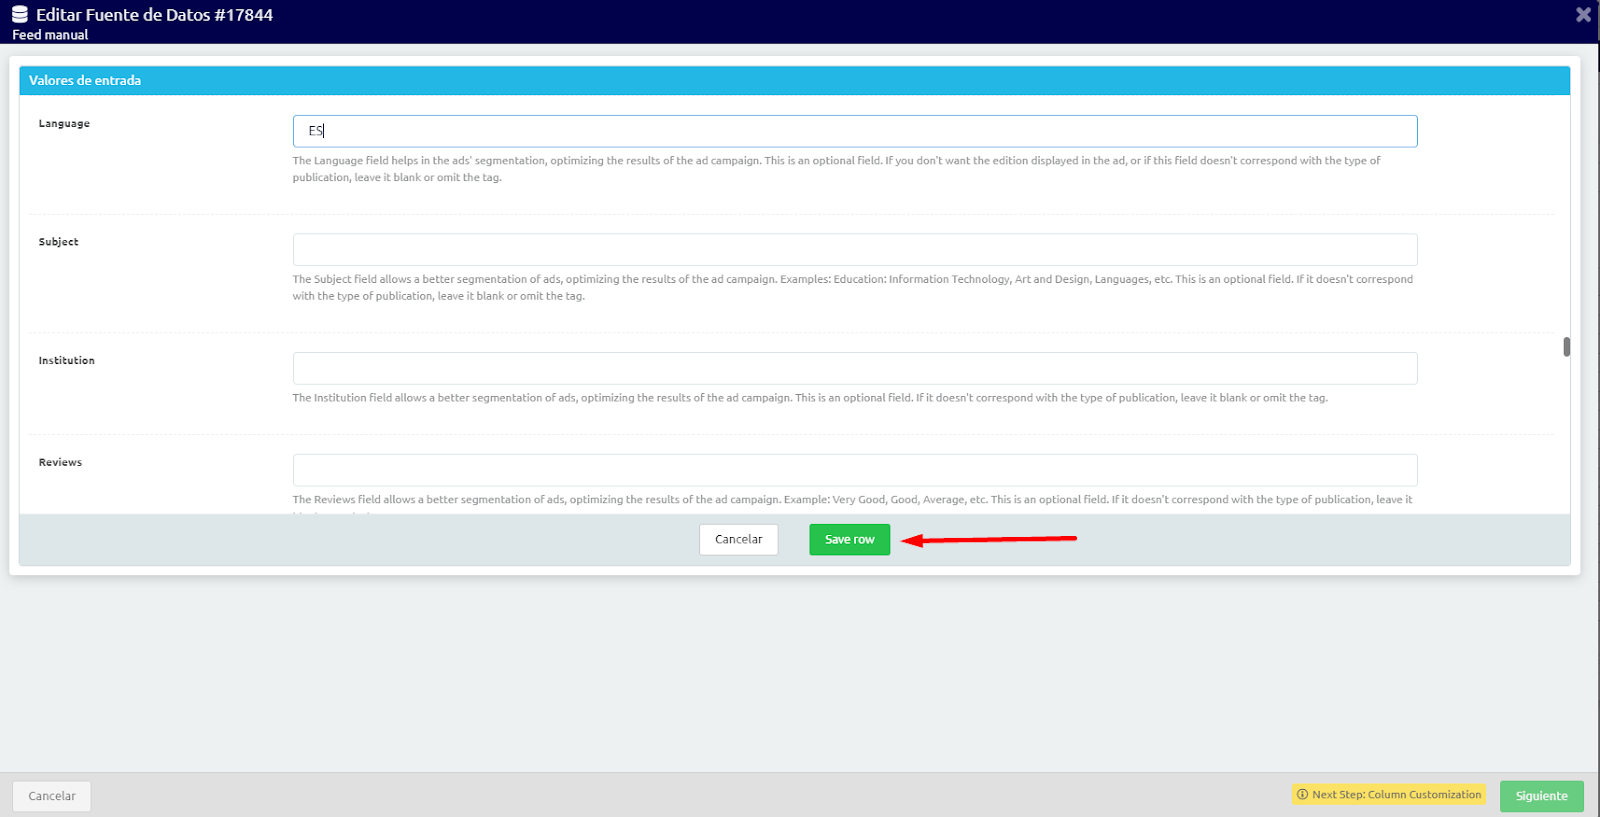 Editar Fuente de Datos #17844
Feed manual
Valores de entrada
Language
ES
The Language field helps in the ads' segmentation, optimizing the results of the ad campaign. This is an optional field. If you don't want the edition displayed in the ad, or if this field doesn't correspond with the type of
publication, leave it blank or omit the tag.
Subject
The Subject field allows a better segmentation of ads, optimizing the results of the ad campaign. Examples: Education: Information Technology, Art and Design, Languages, etc. This is an optional field. If it doesn't correspond
with the type of publication, leave it blank or omit the tag.
Institution
The Institution field allows a better segmentation of ads, optimizing the results of the ad campaign. This is an optional field. If it doesn't correspond with the type of publication, leave it blank or omit the tag.
Reviews
The Reviews field allows a better segmentation of ads, optimizing the results of the ad campaign. Example: Very Good, Good, Average, etc. This is an optional field. If it doesn't correspond with the type of publication, leave it
Cancelar
Save row
Cancelar
Next Step: Column Customization
Siguiente